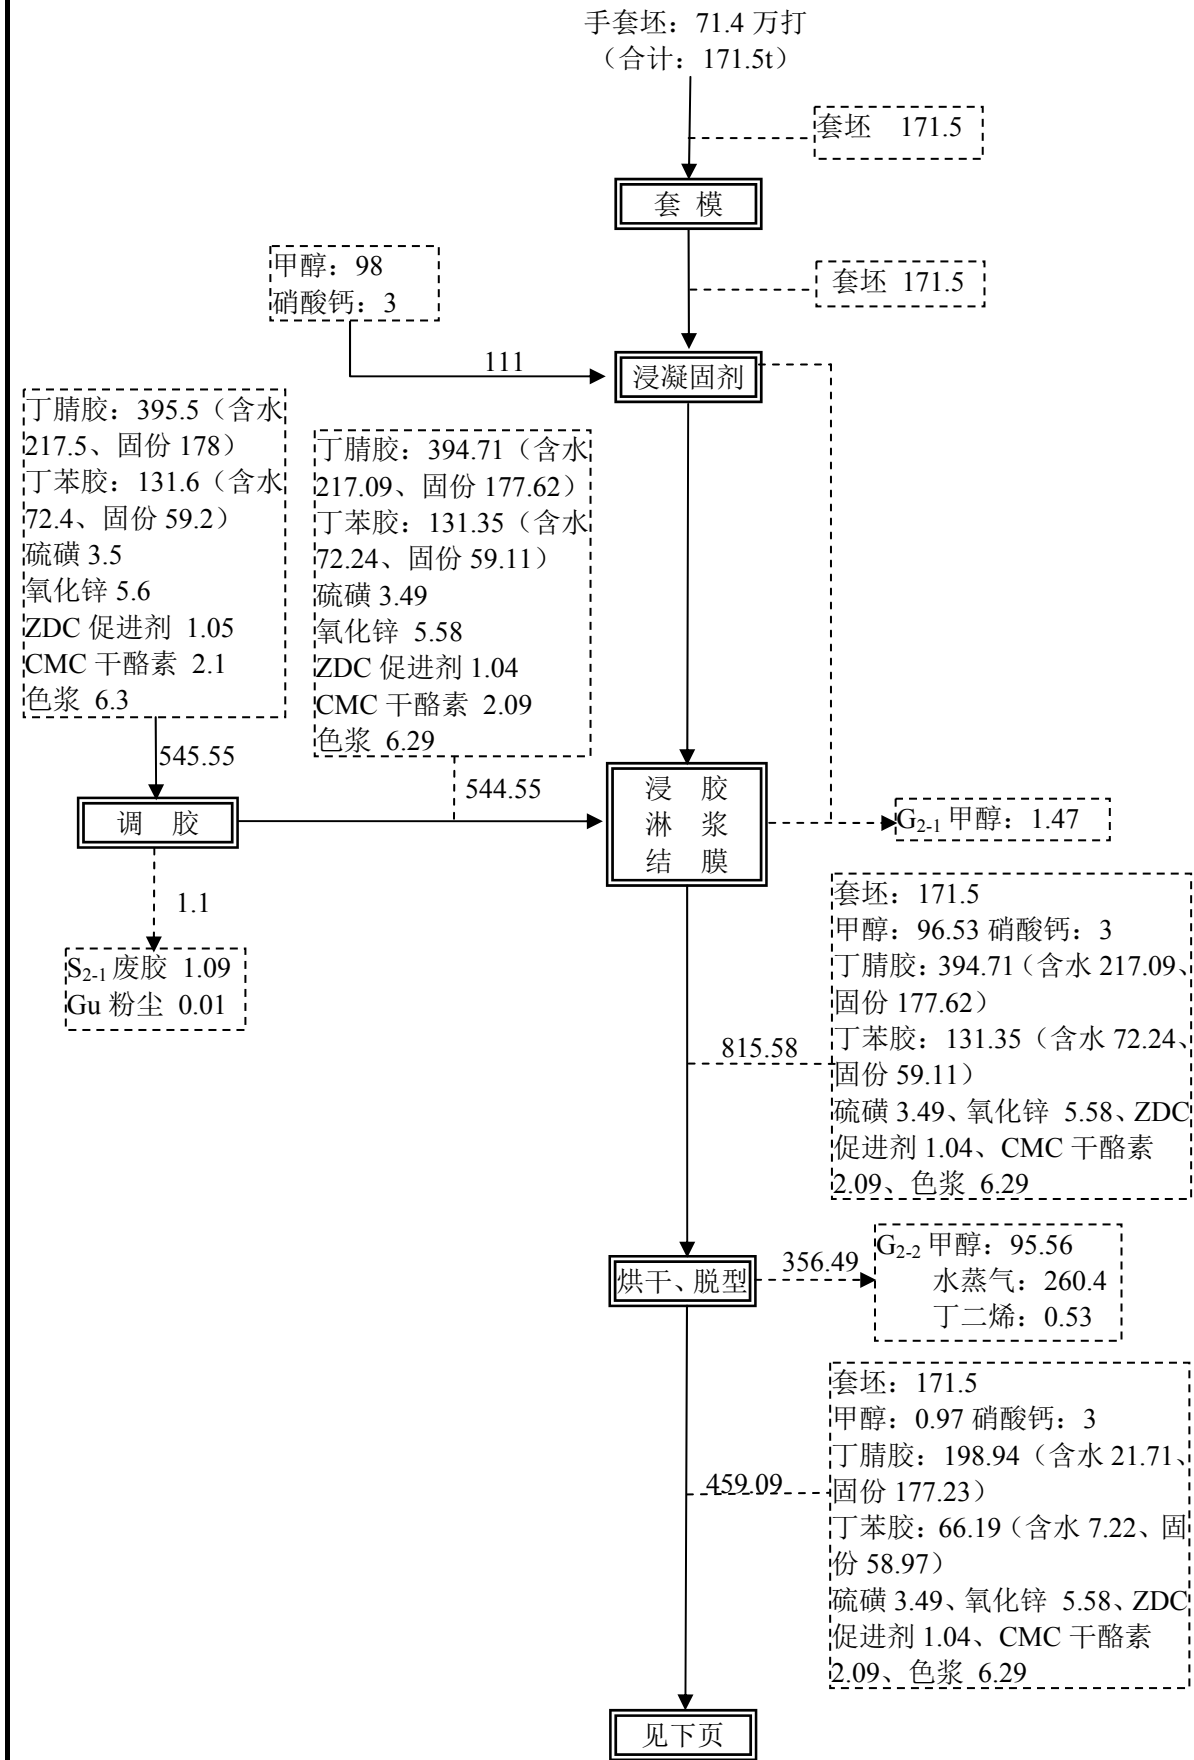 手套坯：71.4 万打
（合计：171.5t）
套坯 171.5
套 模
甲醇：98
硝酸钙：3
套坯 171.5
111
浸凝固剂
丁腈胶：395.5（含水
217.5、固份 178）
丁苯胶：131.6（含水
72.4、固份 59.2）
硫磺 3.5
氧化锌 5.6
ZDC 促进剂 1.05
CMC 干酪素 2.1
色浆 6.3
丁腈胶：394.71（含水
217.09、固份 177.62）
丁苯胶：131.35（含水
72.24、固份 59.11）
硫磺 3.49
氧化锌 5.58
ZDC 促进剂 1.04
CMC 干酪素 2.09
色浆 6.29
545.55
544.55
调 胶
浸 胶
淋 浆
结 膜
G2-1 甲醇：1.47
1.1
S2-1 废胶 1.09
Gu 粉尘 0.01
套坯：171.5
甲醇：96.53 硝酸钙：3
丁腈胶：394.71（含水 217.09、
固份 177.62）
丁苯胶：131.35（含水 72.24、
固份 59.11）
硫磺 3.49、氧化锌 5.58、ZDC
促进剂 1.04、CMC 干酪素
2.09、色浆 6.29
815.58
烘干、脱型
356.49
G2-2 甲醇：95.56
水蒸气：260.4
丁二烯：0.53
套坯：171.5
甲醇：0.97 硝酸钙：3
丁腈胶：198.94（含水 21.71、
固份 177.23）
丁苯胶：66.19（含水 7.22、固
份 58.97）
硫磺 3.49、氧化锌 5.58、ZDC
促进剂 1.04、CMC 干酪素
2.09、色浆 6.29
459.09
见下页